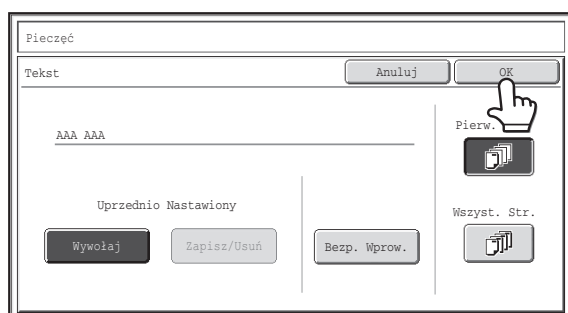 Pieczęć
Tekst
Anuluj
OK
AAA AAA
Pierw.
Uprzednio Nastawiony
Wszyst. Str.
Wywołaj
Zapisz/Usuń
Bezp. Wprow.